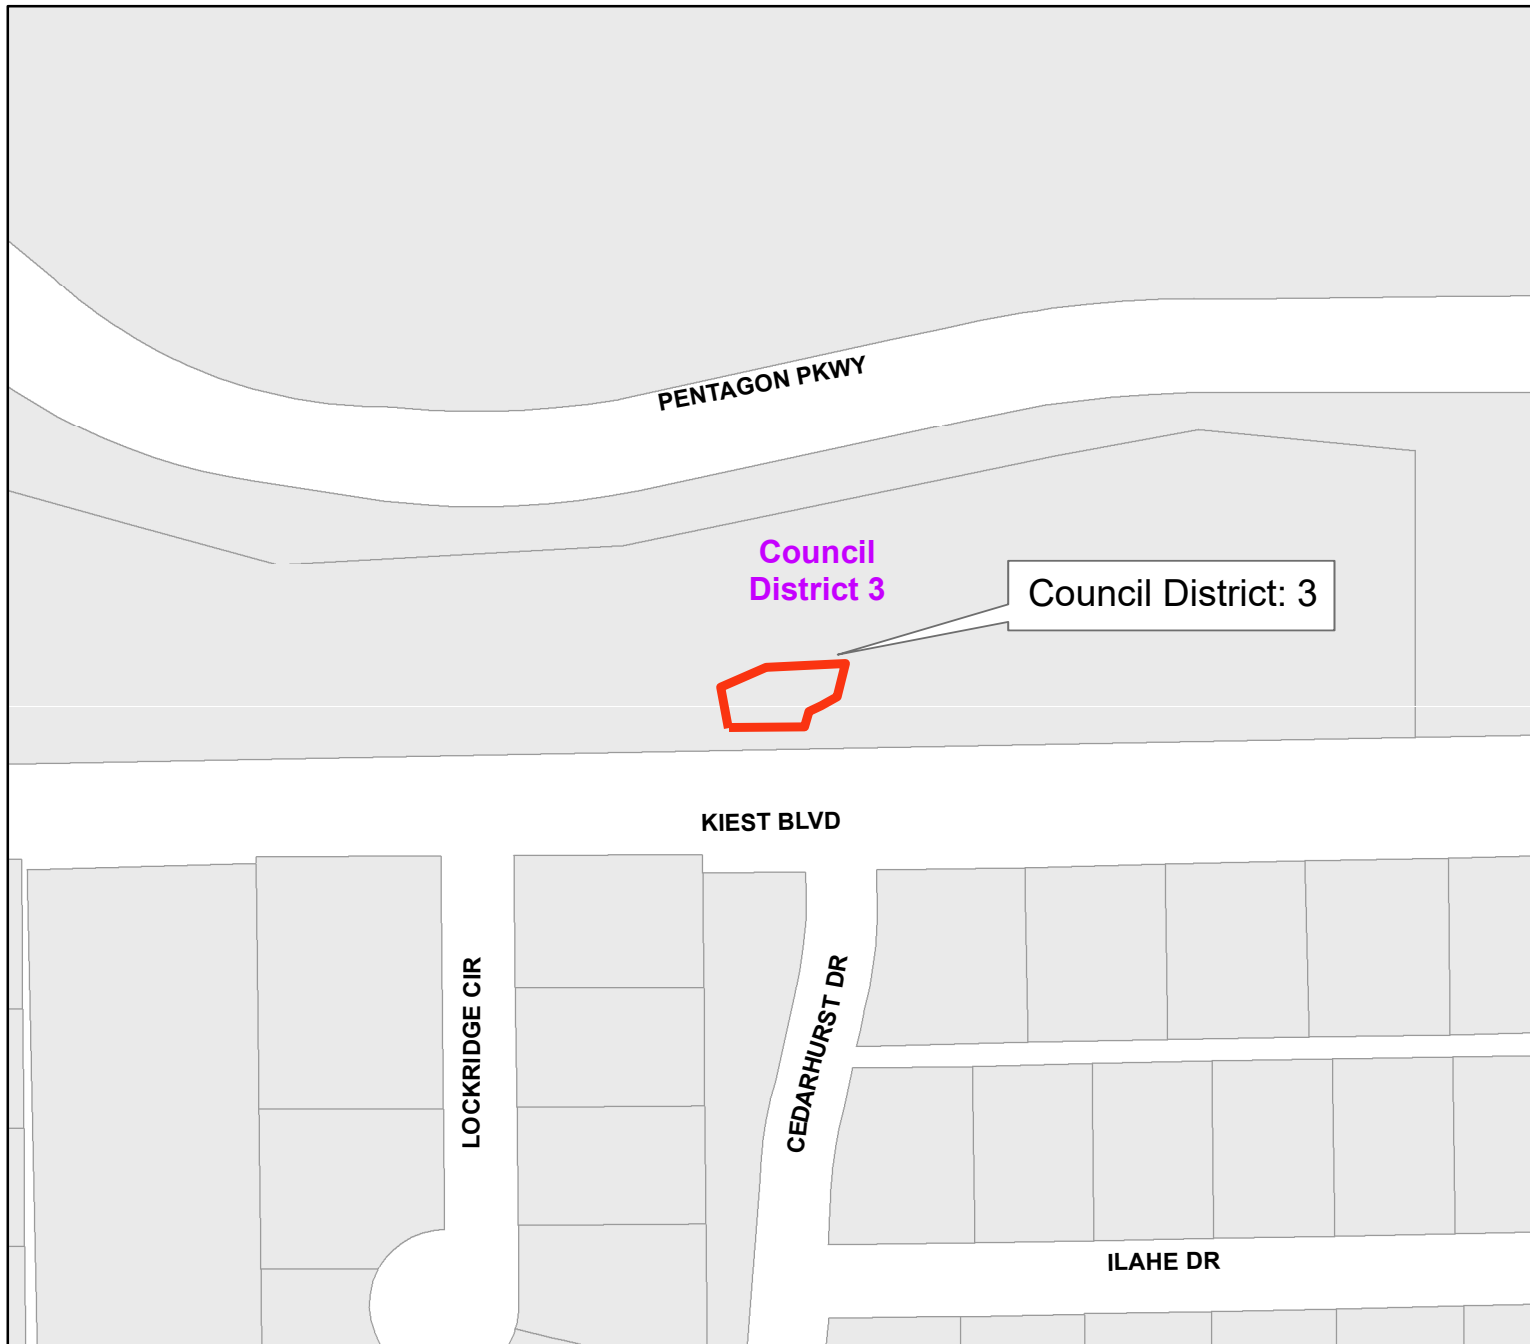 PENTAGON PKWY
Council
District 3
Council District: 3
KIEST BLVD
LOCKRIDGE CIR
CEDARHURST DR
ILAHE DR